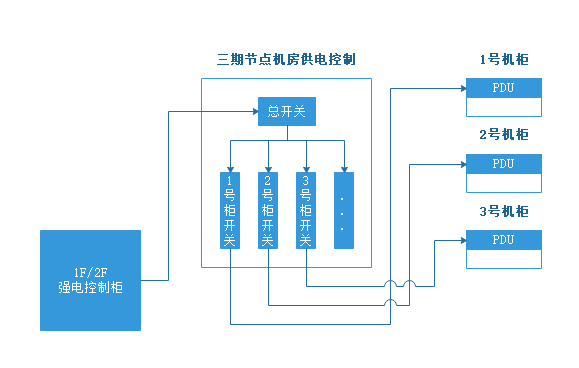 三期节点机房供电控制
总开关
1号柜开关
2号柜开关
3号柜开关
...
1F/2F
强电控制柜
1号机柜
PDU
2号机柜
PDU
3号机柜
PDU